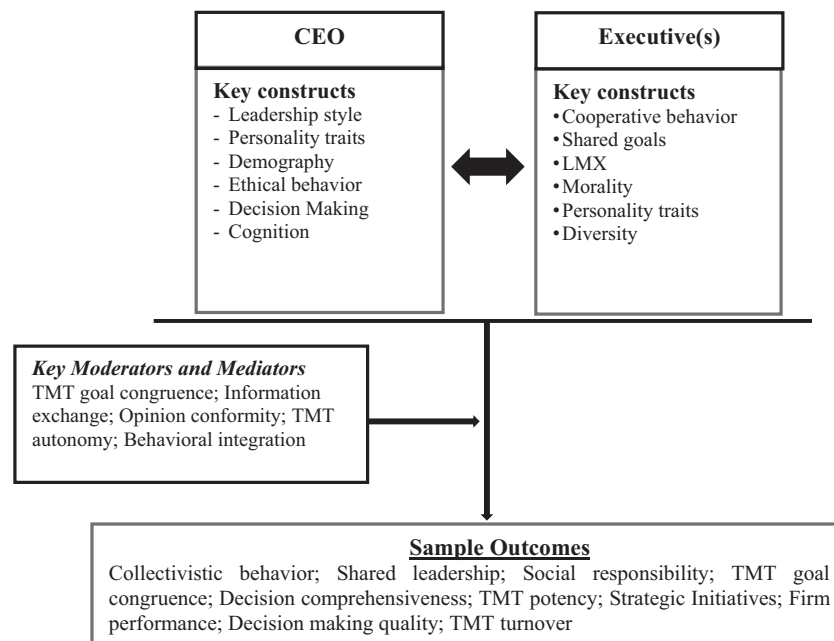 CEO
Key constructs
- Leadership style
- Personality traits
- Demography
- Ethical behavior
- Decision Making
- Cognition
Executive(s)
Key constructs
•Cooperative behavior
•Shared goals
•LMX
•Morality
•Personality traits
•Diversity
Key Moderators and Mediators
TMT goal congruence; Information
exchange; Opinion conformity; TMT
autonomy; Behavioral integration
Sample Outcomes
Collectivistic behavior; Shared leadership; Social responsibility; TMT goal
congruence; Decision comprehensiveness; TMT potency; Strategic Initiatives; Firm
performance; Decision making quality; TMT turnover